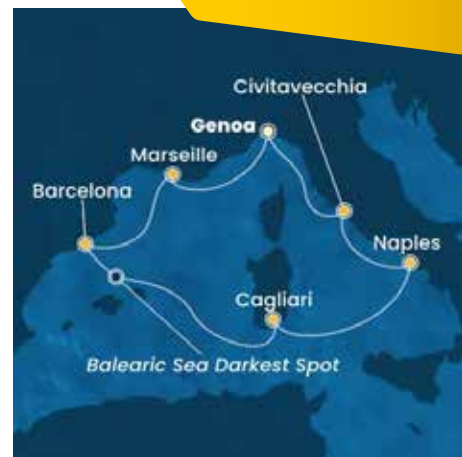 Civitavecchia
Genoa
Marseille
Barcelona
Naples
Cagliari
Balearic Sea Darkest Spot